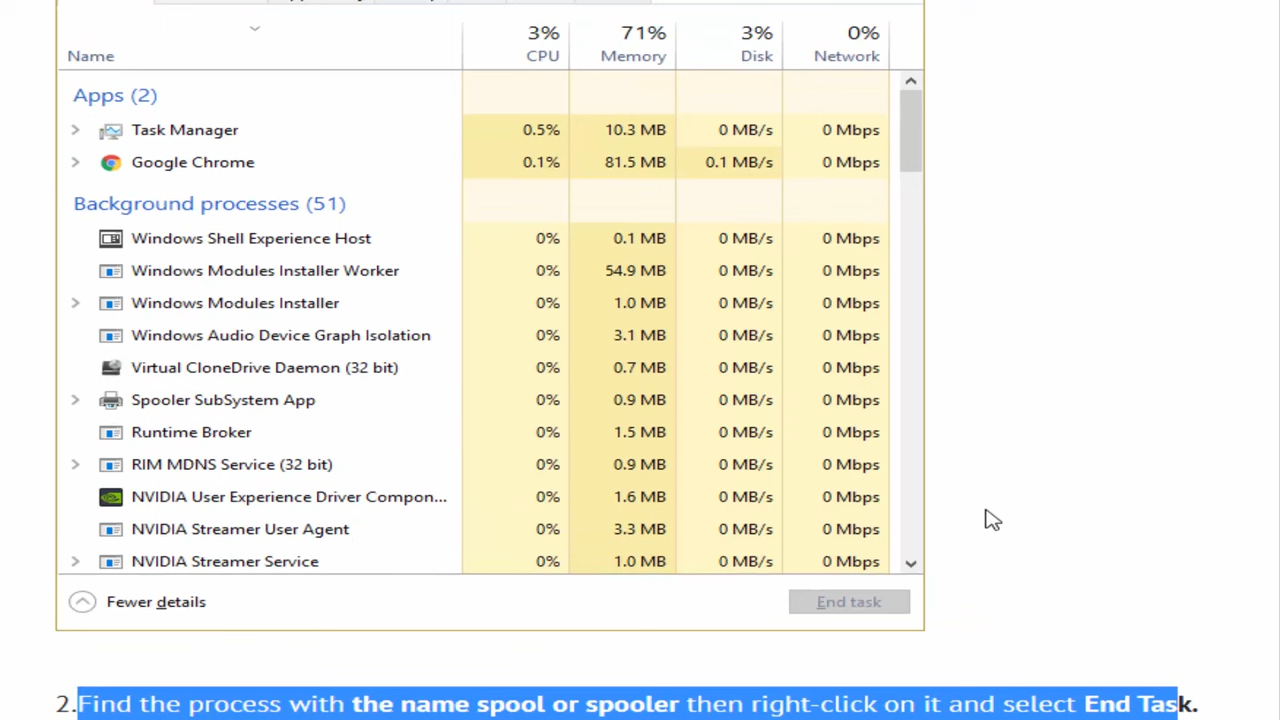 3% 71% 3% 0%
Name CPU Memory Disk Network
Apps (2)
Task Manager 0.5% 10.3 MB 0 MB/s 0 Mbps
Google Chrome 0.1% 81.5 MB 0.1 MB/s 0 Mbps
Background processes (51)
Windows Shell Experience Host 0% 0.1 MB 0 MB/s 0 Mbps
Windows Modules Installer Worker 0% 54.9 MB 0 MB/s 0 Mbps
Windows Modules Installer 0% 1.0 MB 0 MB/s 0 Mbps
Windows Audio Device Graph Isolation 0% 3.1 MB 0 MB/s 0 Mbps
Virtual CloneDrive Daemon (32 bit) 0% 0.7 MB 0 MB/s 0 Mbps
Spooler SubSystem App 0% 0.9 MB 0 MB/s 0 Mbps
Runtime Broker 0% 1.5 MB 0 MB/s 0 Mbps
RIM MDNS Service (32 bit) 0% 0.9 MB 0 MB/s 0 Mbps
NVIDIA User Experience Driver Compon... 0% 1.6 MB 0 MB/s 0 Mbps
NVIDIA Streamer User Agent 0% 3.3 MB 0 MB/s 0 Mbps
NVIDIA Streamer Service 0% 1.0 MB 0 MB/s 0 Mbps
Fewer details End task
2.Find the process with the name spool or spooler then right-click on it and select End Task.